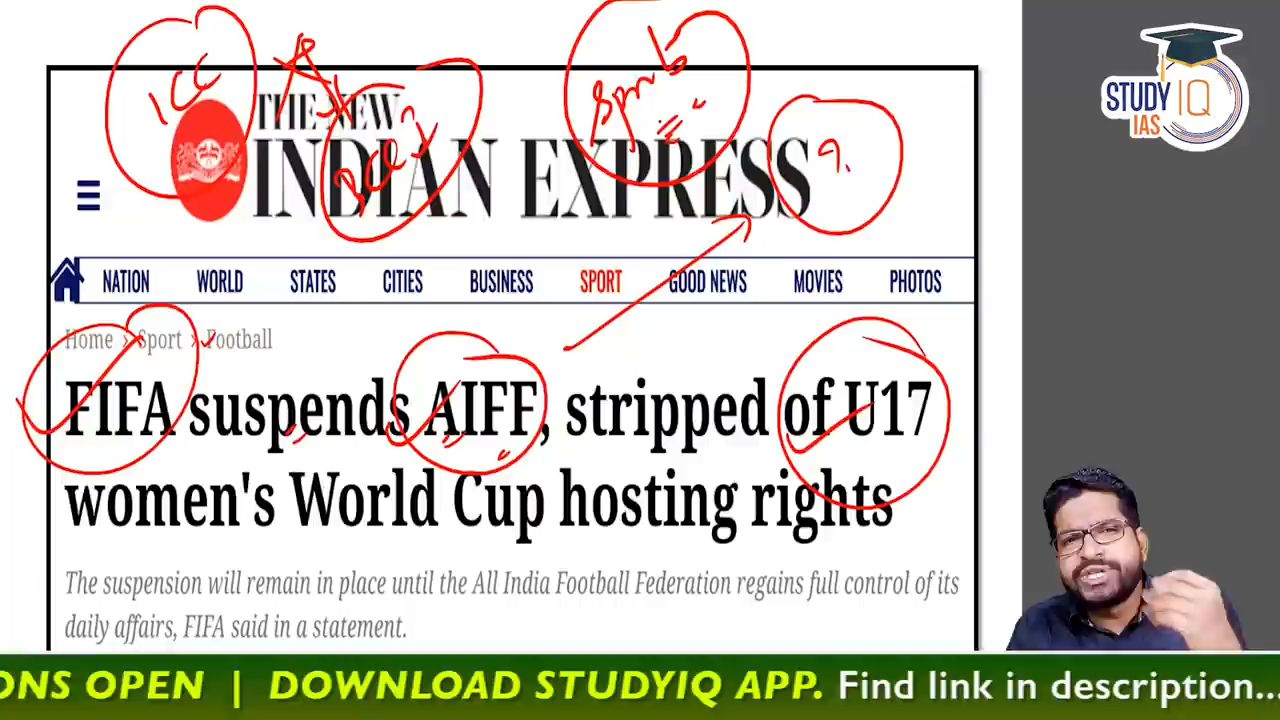 ICC
THE NEW
INDIAN EXPRESS
STUDY IQ
IAS
NATION WORLD STATES CITIES BUSINESS SPORT GOOD NEWS MOVIES PHOTOS
Home › Sport › Football
FIFA suspends AIFF, stripped of U17
women's World Cup hosting rights
The suspension will remain in place until the All India Football Federation regains full control of its
daily affairs, FIFA said in a statement.
ONS OPEN | DOWNLOAD STUDYIQ APP. Find link in description...